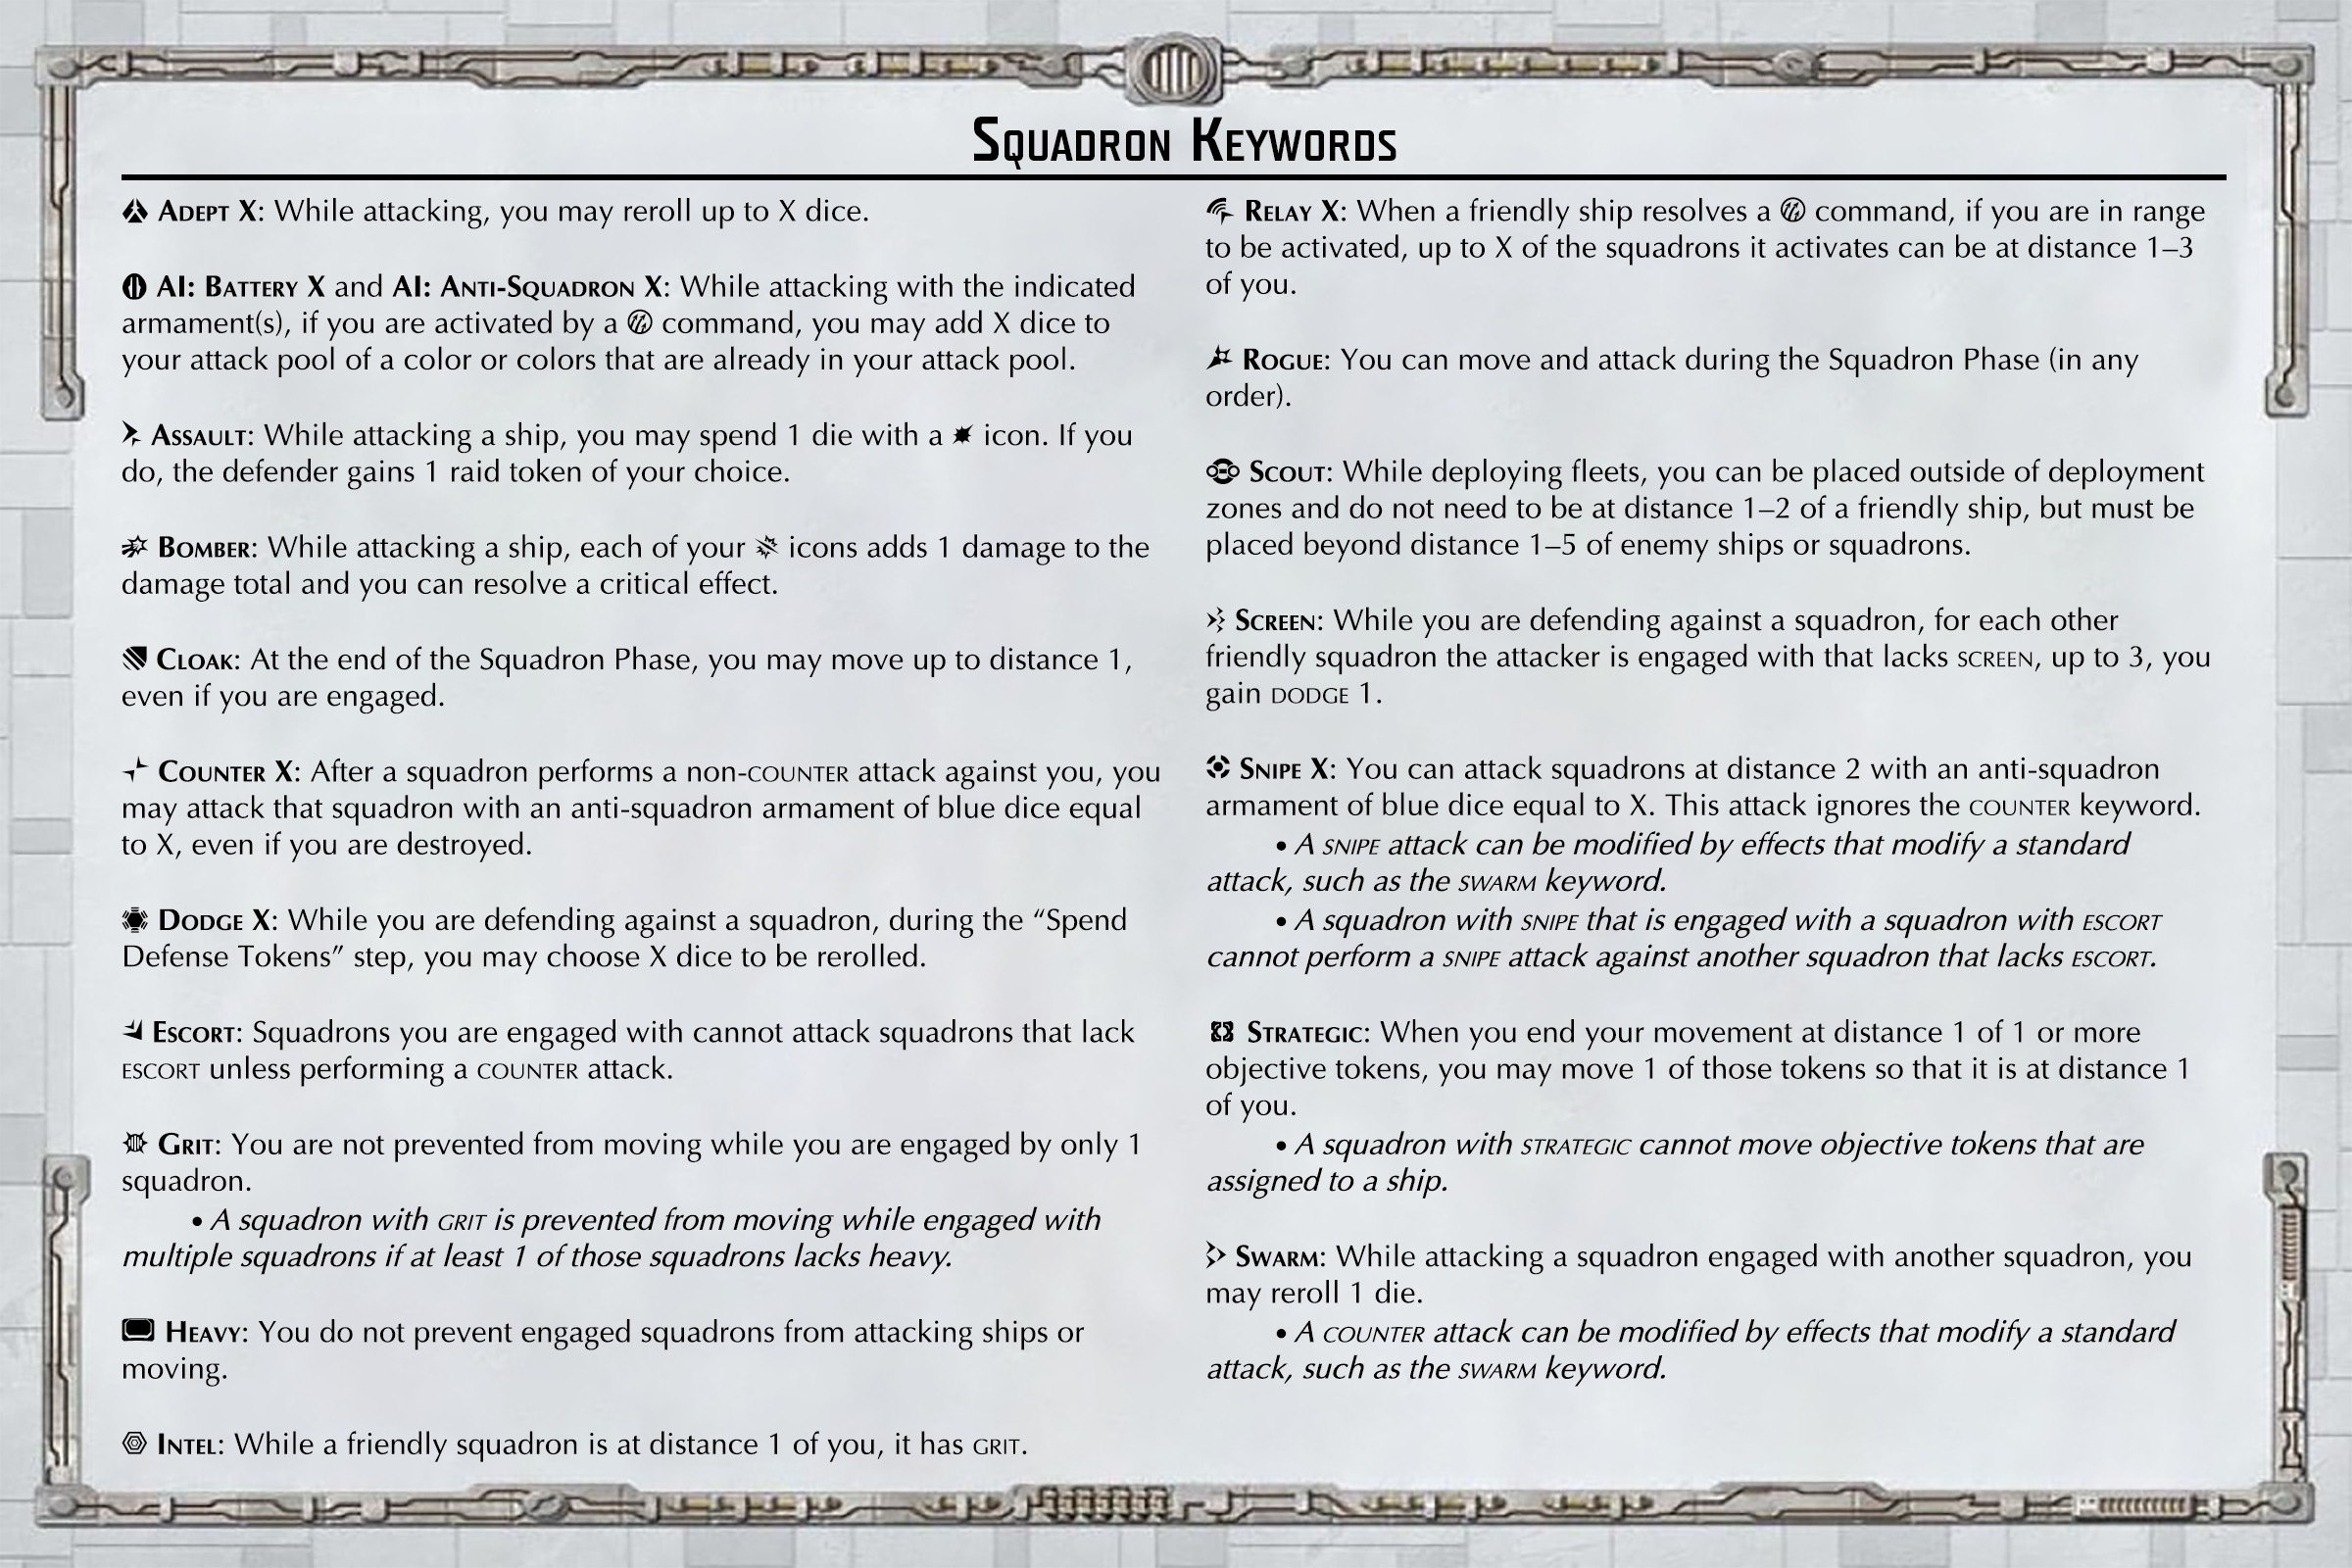 Squadron Keywords
Adept X: While attacking, you may reroll up to X dice.
AI: Battery X and AI: Anti-Squadron X: While attacking with the indicated
armament(s), if you are activated by a command, you may add X dice to
your attack pool of a color or colors that are already in your attack pool.
Assault: While attacking a ship, you may spend 1 die with a icon. If you
do, the defender gains 1 raid token of your choice.
Bomber: While attacking a ship, each of your icons adds 1 damage to the
damage total and you can resolve a critical effect.
Cloak: At the end of the Squadron Phase, you may move up to distance 1,
even if you are engaged.
Counter X: After a squadron performs a non-counter attack against you, you
may attack that squadron with an anti-squadron armament of blue dice equal
to X, even if you are destroyed.
Dodge X: While you are defending against a squadron, during the “Spend
Defense Tokens” step, you may choose X dice to be rerolled.
Escort: Squadrons you are engaged with cannot attack squadrons that lack
escort unless performing a counter attack.
Grit: You are not prevented from moving while you are engaged by only 1
squadron.
• A squadron with grit is prevented from moving while engaged with
multiple squadrons if at least 1 of those squadrons lacks heavy.
Heavy: You do not prevent engaged squadrons from attacking ships or
moving.
Intel: While a friendly squadron is at distance 1 of you, it has grit.
Relay X: When a friendly ship resolves a command, if you are in range
to be activated, up to X of the squadrons it activates can be at distance 1–3
of you.
Rogue: You can move and attack during the Squadron Phase (in any
order).
Scout: While deploying fleets, you can be placed outside of deployment
zones and do not need to be at distance 1–2 of a friendly ship, but must be
placed beyond distance 1–5 of enemy ships or squadrons.
Screen: While you are defending against a squadron, for each other
friendly squadron the attacker is engaged with that lacks screen, up to 3, you
gain dodge 1.
Snipe X: You can attack squadrons at distance 2 with an anti-squadron
armament of blue dice equal to X. This attack ignores the counter keyword.
• A snipe attack can be modified by effects that modify a standard
attack, such as the swarm keyword.
• A squadron with snipe that is engaged with a squadron with escort
cannot perform a snipe attack against another squadron that lacks escort.
Strategic: When you end your movement at distance 1 of 1 or more
objective tokens, you may move 1 of those tokens so that it is at distance 1
of you.
• A squadron with strategic cannot move objective tokens that are
assigned to a ship.
Swarm: While attacking a squadron engaged with another squadron, you
may reroll 1 die.
• A counter attack can be modified by effects that modify a standard
attack, such as the swarm keyword.